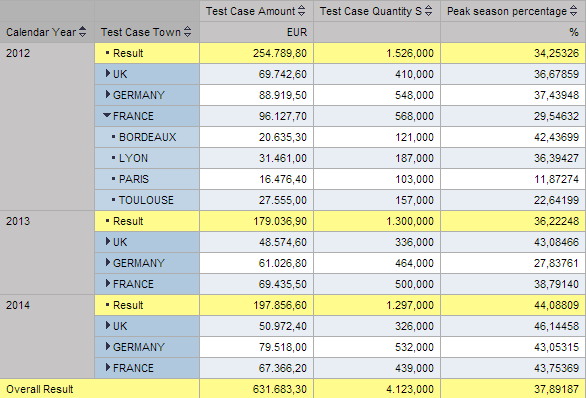 Test Case Amount Test Case Quantity S Peak season percentage
Calendar Year Test Case Town EUR %
2012 Result 254.789,80 1.526,000 34,25326
UK 69.742,60 410,000 36,67859
GERMANY 88.919,50 548,000 37,43948
FRANCE 96.127,70 568,000 29,54632
BORDEAUX 20.635,30 121,000 42,43699
LYON 31.461,00 187,000 36,39427
PARIS 16.476,40 103,000 11,87274
TOULOUSE 27.555,00 157,000 22,64199
2013 Result 179.036,90 1.300,000 36,22248
UK 48.574,60 336,000 43,08466
GERMANY 61.026,80 464,000 27,83761
FRANCE 69.435,50 500,000 38,79140
2014 Result 197.856,60 1.297,000 44,08809
UK 50.972,40 326,000 46,14458
GERMANY 79.518,00 532,000 43,05315
FRANCE 67.366,20 439,000 43,75369
Overall Result 631.683,30 4.123,000 37,89187